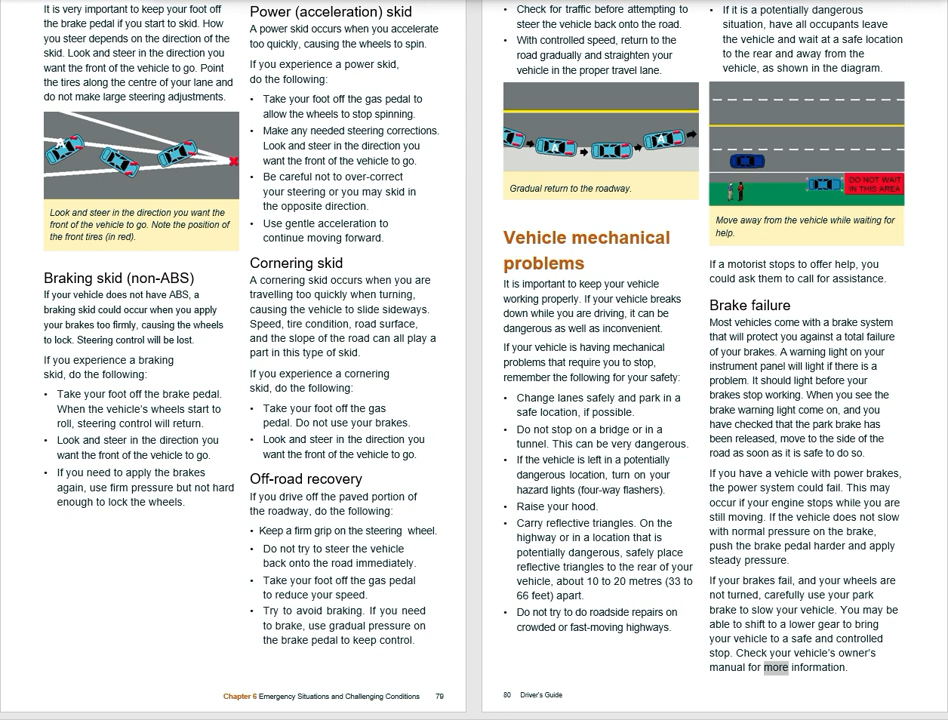 It is very important to keep your foot off
the brake pedal if you start to skid. How
you steer depends on the direction of the
skid. Look and steer in the direction you
want the front of the vehicle to go. Point
the tires along the centre of your lane and
do not make large steering adjustments.
A
Look and steer in the direction you want the
front of the vehicle to go. Note the position of
the front tires (in red).
Braking skid (non-ABS)
If your vehicle does not have ABS, a
braking skid could occur when you apply
your brakes too firmly, causing the wheels
to lock. Steering control will be lost.
If you experience a braking
skid, do the following:
• Take your foot off the brake pedal.
When the vehicle's wheels start to
roll, steering control will return.
• Look and steer in the direction you
want the front of the vehicle to go.
• If you need to apply the brakes
again, use firm pressure but not hard
enough to lock the wheels.
Power (acceleration) skid
A power skid occurs when you accelerate
too quickly, causing the wheels to spin.
If you experience a power skid,
do the following:
• Take your foot off the gas pedal to
allow the wheels to stop spinning.
• Make any needed steering corrections.
Look and steer in the direction you
want the front of the vehicle to go.
• Be careful not to over-correct
your steering or you may skid in
the opposite direction.
• Use gentle acceleration to
continue moving forward.
Cornering skid
A cornering skid occurs when you are
travelling too quickly when turning,
causing the vehicle to slide sideways.
Speed, tire condition, road surface,
and the slope of the road can all play a
part in this type of skid.
If you experience a cornering
skid, do the following:
• Take your foot off the gas
pedal. Do not use your brakes.
• Look and steer in the direction you
want the front of the vehicle to go.
Off-road recovery
If you drive off the paved portion of
the roadway, do the following:
• Keep a firm grip on the steering wheel.
• Do not try to steer the vehicle
back onto the road immediately.
• Take your foot off the gas pedal
to reduce your speed.
• Try to avoid braking. If you need
to brake, use gradual pressure on
the brake pedal to keep control.
Chapter 6 Emergency Situations and Challenging Conditions 79
• Check for traffic before attempting to
steer the vehicle back onto the road.
• With controlled speed, return to the
road gradually and straighten your
vehicle in the proper travel lane.
A
A
Gradual return to the roadway.
Vehicle mechanical
problems
It is important to keep your vehicle
working properly. If your vehicle breaks
down while you are driving, it can be
dangerous as well as inconvenient.
If your vehicle is having mechanical
problems that require you to stop,
remember the following for your safety:
• Change lanes safely and park in a
safe location, if possible.
• Do not stop on a bridge or in a
tunnel. This can be very dangerous.
• If the vehicle is left in a potentially
dangerous location, turn on your
hazard lights (four-way flashers).
• Raise your hood.
• Carry reflective triangles. On the
highway or in a location that is
potentially dangerous, safely place
reflective triangles to the rear of your
vehicle, about 10 to 20 metres (33 to
66 feet) apart.
• Do not try to do roadside repairs on
crowded or fast-moving highways.
• If it is a potentially dangerous
situation, have all occupants leave
the vehicle and wait at a safe location
to the rear and away from the
vehicle, as shown in the diagram.
DO NOT WAIT
IN THIS AREA
Move away from the vehicle while waiting for
help.
If a motorist stops to offer help, you
could ask them to call for assistance.
Brake failure
Most vehicles come with a brake system
that will protect you against a total failure
of your brakes. A warning light on your
instrument panel will light if there is a
problem. It should light before your
brakes stop working. When you see the
brake warning light come on, and you
have checked that the park brake has
been released, move to the side of the
road as soon as it is safe to do so.
If you have a vehicle with power brakes,
the power system could fail. This may
occur if your engine stops while you are
still moving. If the vehicle does not slow
with normal pressure on the brake,
push the brake pedal harder and apply
steady pressure.
If your brakes fail, and your wheels are
not turned, carefully use your park
brake to slow your vehicle. You may be
able to shift to a lower gear to bring
your vehicle to a safe and controlled
stop. Check your vehicle's owner's
manual for more information.
80 Driver's Guide